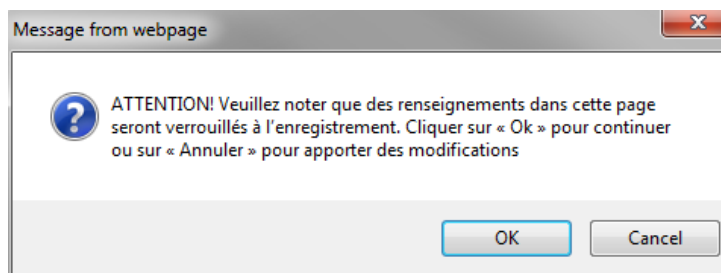 Message from webpage
ATTENTION! Veuillez noter que des renseignements dans cette page
seront verrouillés à l'enregistrement. Cliquer sur « Ok » pour continuer
ou sur « Annuler » pour apporter des modifications
OK Cancel